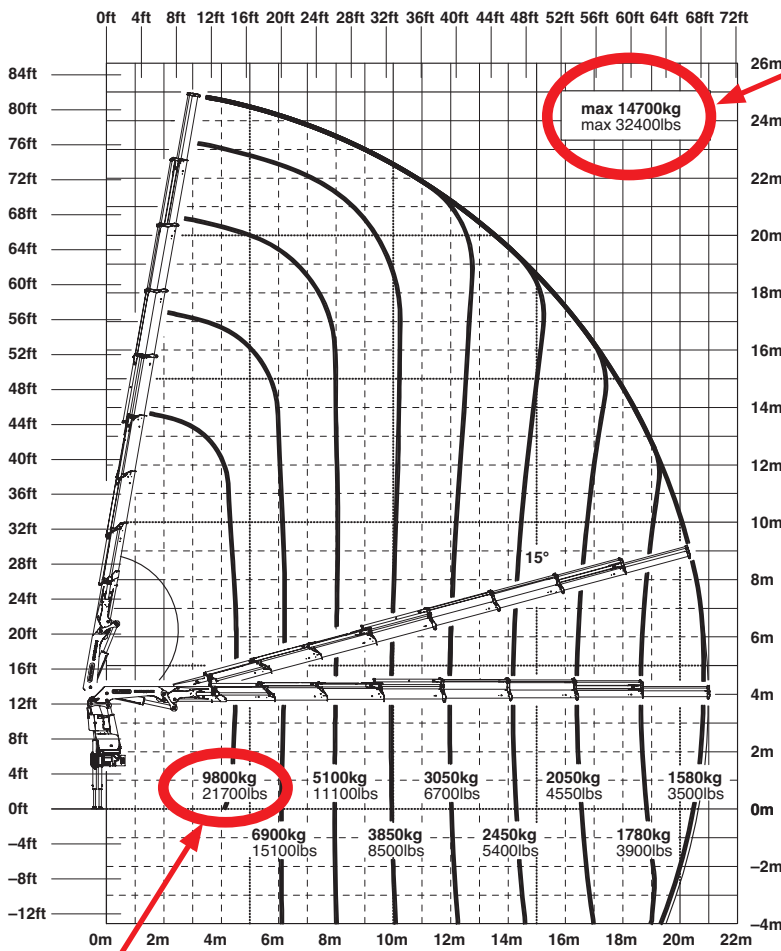 0ft 4ft 8ft 12ft 16ft 20ft 24ft 28ft 32ft 36ft 40ft 44ft 48ft 52ft 56ft 60ft 64ft 68ft 72ft
26m
84ft
max 14700kg
80ft
24m
max 32400lbs
76ft
72ft
22m
68ft
20m
64ft
60ft
18m
56ft
16m
52ft
48ft
14m
44ft
40ft
12m
36ft
32ft
10m
28ft
15°
8m
24ft
20ft
6m
16ft
12ft
4m
8ft
2m
4ft
9800kg 5100kg 3050kg 2050kg 1580kg
21700lbs 11100lbs 6700lbs 4550lbs 3500lbs
0ft
0m
6900kg 3850kg 2450kg 1780kg
–4ft
15100lbs 8500lbs 5400lbs 3900lbs
–8ft
–12ft
–4m
0m 2m 4m 6m 8m 10m 12m 14m 16m 18m 20m 22m